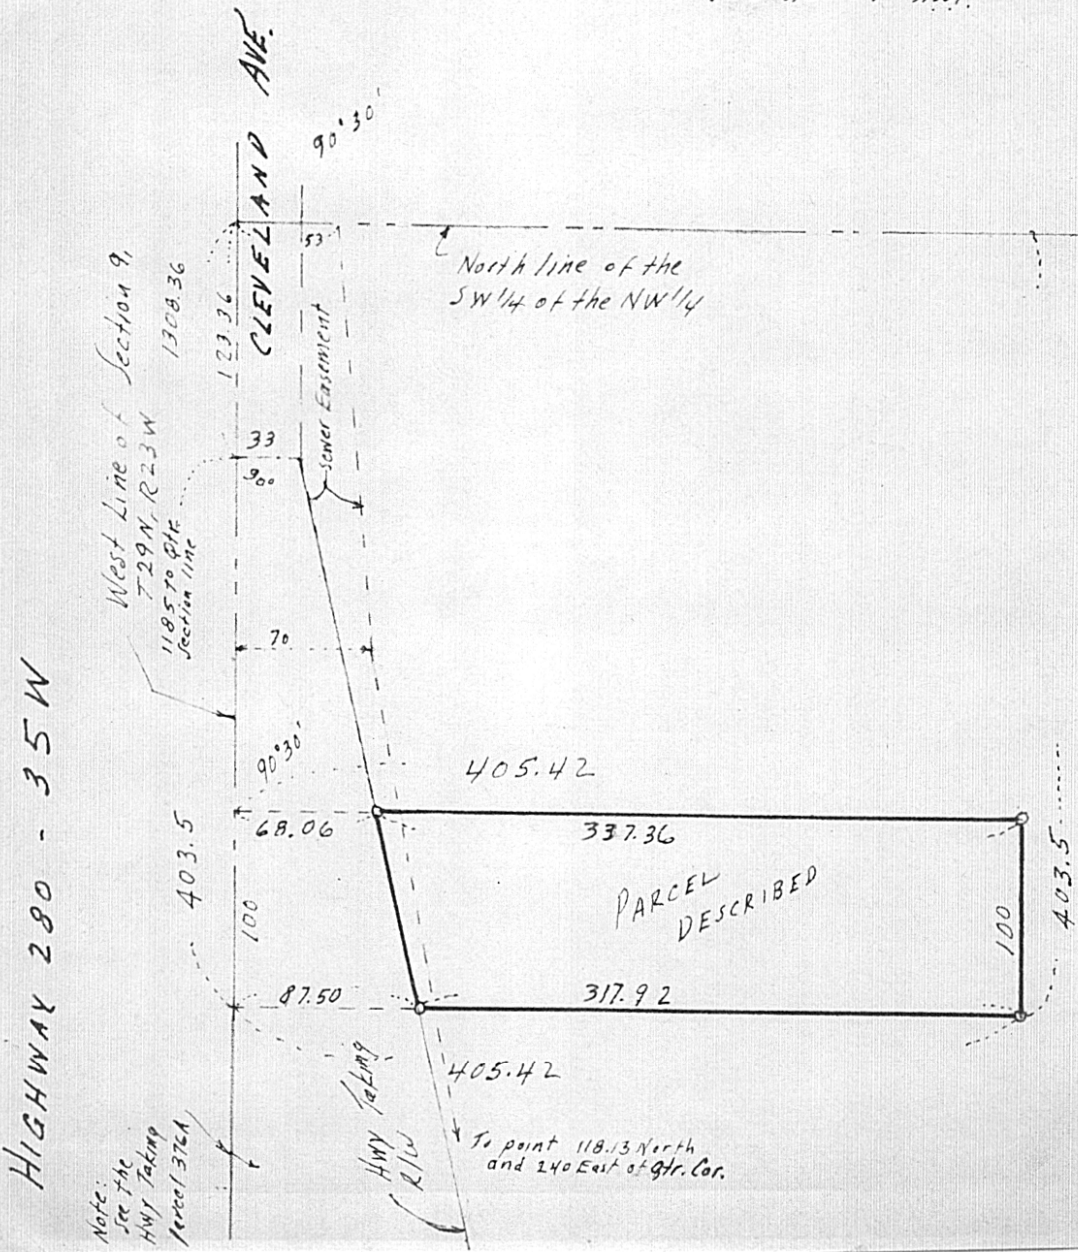 CLEVELAND AVE.
90°30'
53
North line of the
SW 1/4 of the NW 1/4
West Line of Section 9,
T29N, R23W
1185 to Qtr.
Section line
1308.36
123.36
33
90°
Sewer Easement
70
HIGHWAY 280 - 35W
90°30'
405.42
68.06
337.36
403.5
100
PARCEL
DESCRIBED
100
403.5
87.50
317.92
405.42
HWY Taking
R/W
To point 118.13 North
and 240 East of Qtr. Cor.
Note:
See the
HWY Taking
parcel 376A